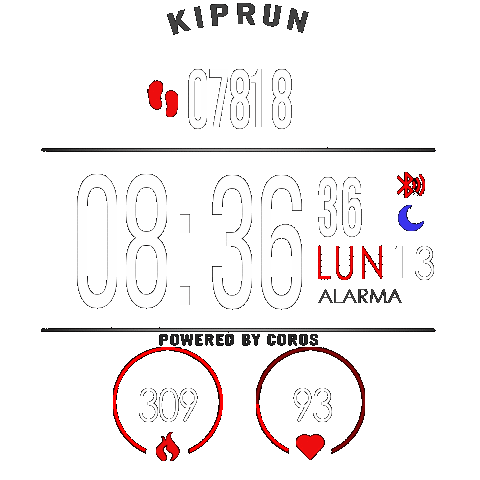 KIPRUN
07818
08:36 36
LUN 13
ALARMA
POWERED BY COROS
309 93